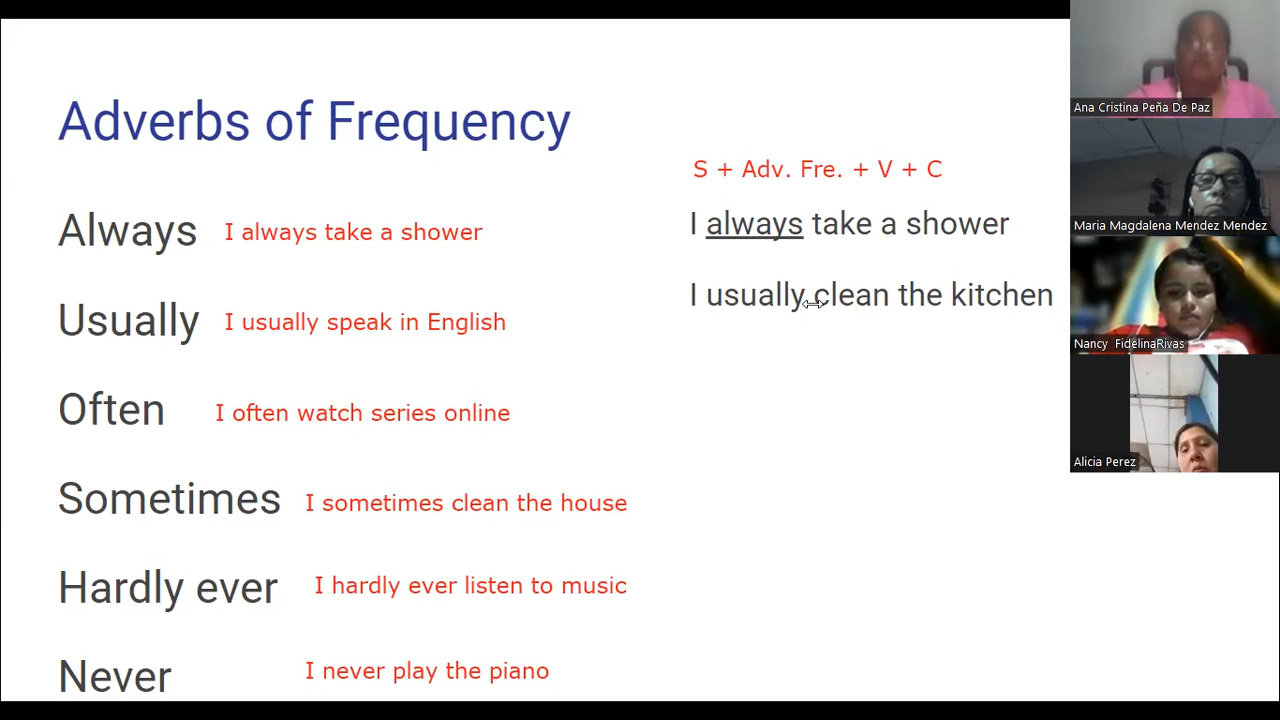 Adverbs of Frequency
Always I always take a shower
Usually I usually speak in English
Often I often watch series online
Sometimes I sometimes clean the house
Hardly ever I hardly ever listen to music
Never I never play the piano
S + Adv. Fre. + V + C
I always take a shower
I usually clean the kitchen
Ana Cristina Peña De Paz
Maria Magdalena Mendez Mendez
Nancy FidelinaRivas
Alicia Perez